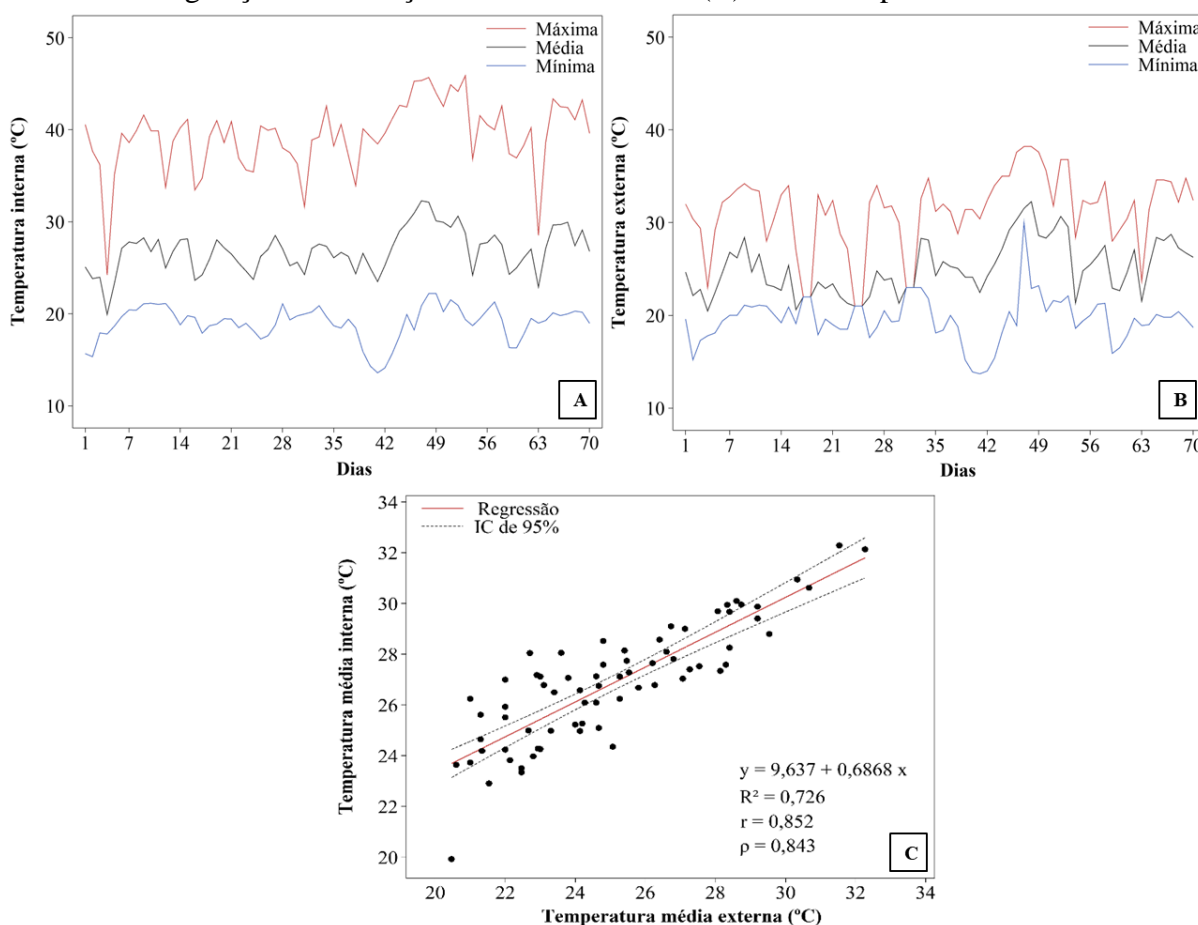 50
40
30
20
10
Temperatura interna (ºC)
Máxima
Média
Mínima
A
1 7 14 21 28 35 42 49 56 63 70
Dias
50
40
30
20
10
Temperatura externa (ºC)
Máxima
Média
Mínima
B
1 7 14 21 28 35 42 49 56 63 70
Dias
34
32
30
28
26
24
22
20
Temperatura média interna (ºC)
Regressão
IC de 95%
y = 9,637 + 0,6868 x
R² = 0,726
r = 0,852
ρ = 0,843
C
20 22 24 26 28 30 32 34
Temperatura média externa (ºC)